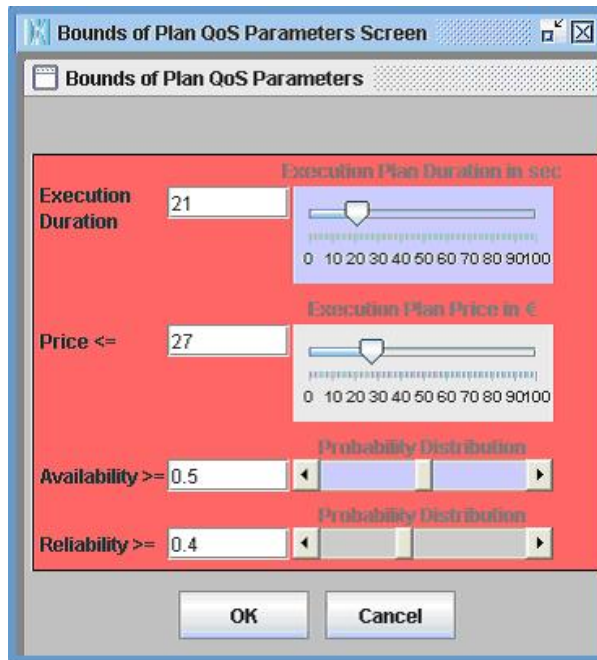 Bounds of Plan QoS Parameters Screen
Bounds of Plan QoS Parameters
Execution Plan Duration in sec
Execution Duration
21
0 10 20 30 40 50 60 70 80 90100
Execution Plan Price in €
Price <=
27
0 10 20 30 40 50 60 70 80 90100
Probability Distribution
Availability >=
0.5
Probability Distribution
Reliability >=
0.4
OK
Cancel